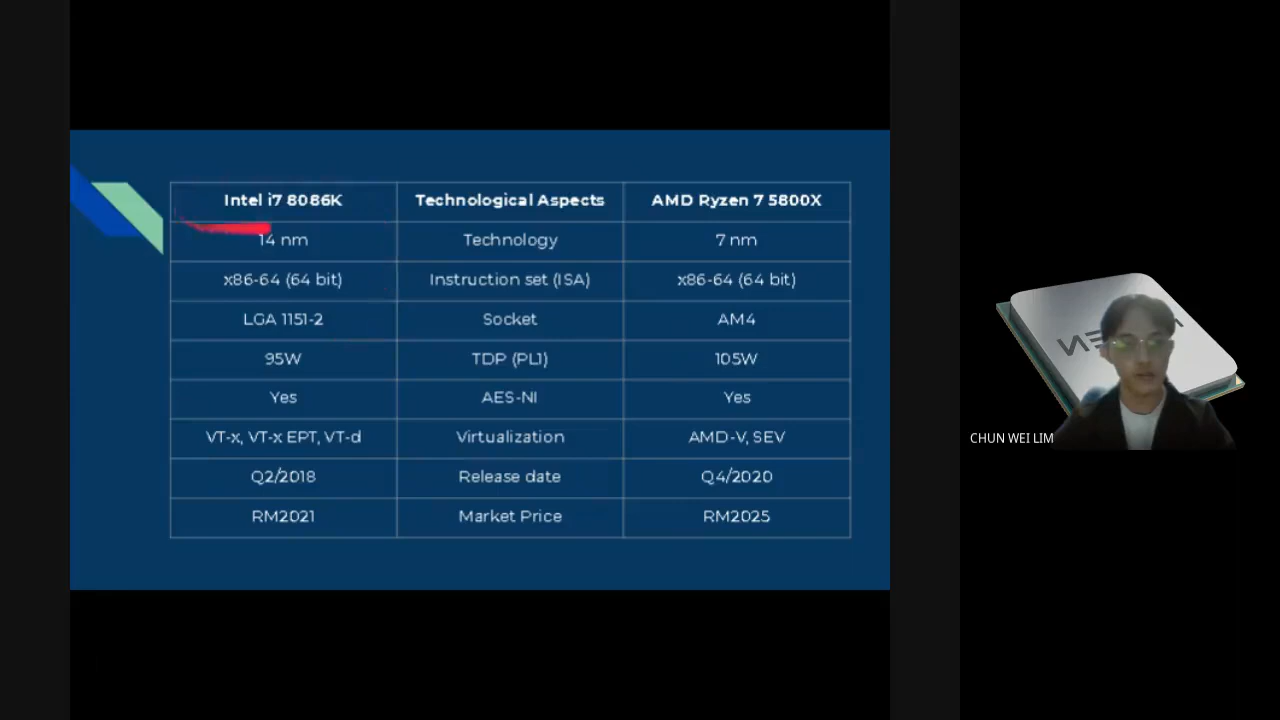 Intel i7 8086K Technological Aspects AMD Ryzen 7 5800X
14 nm Technology 7 nm
x86-64 (64 bit) Instruction set (ISA) x86-64 (64 bit)
LGA 1151-2 Socket AM4
95W TDP (PL1) 105W
Yes AES-NI Yes
VT-x, VT-x EPT, VT-d Virtualization AMD-V, SEV
Q2/2018 Release date Q4/2020
RM2021 Market Price RM2025
CHUN WEI LIM